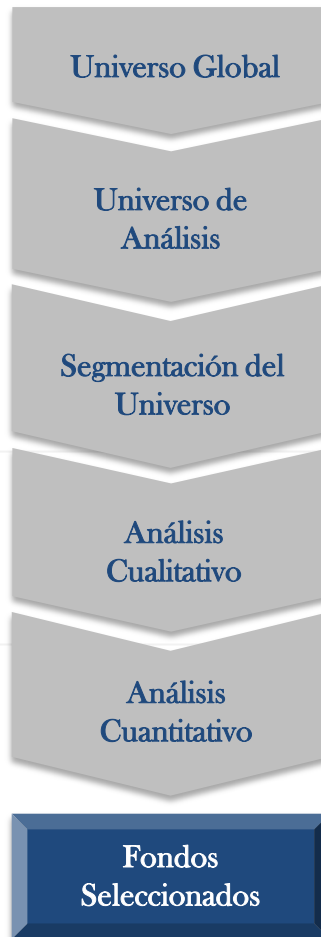 Universo Global
Universo de
Análisis
Segmentación del
Universo
Análisis
Cualitativo
Análisis
Cuantitativo
Fondos
Seleccionados